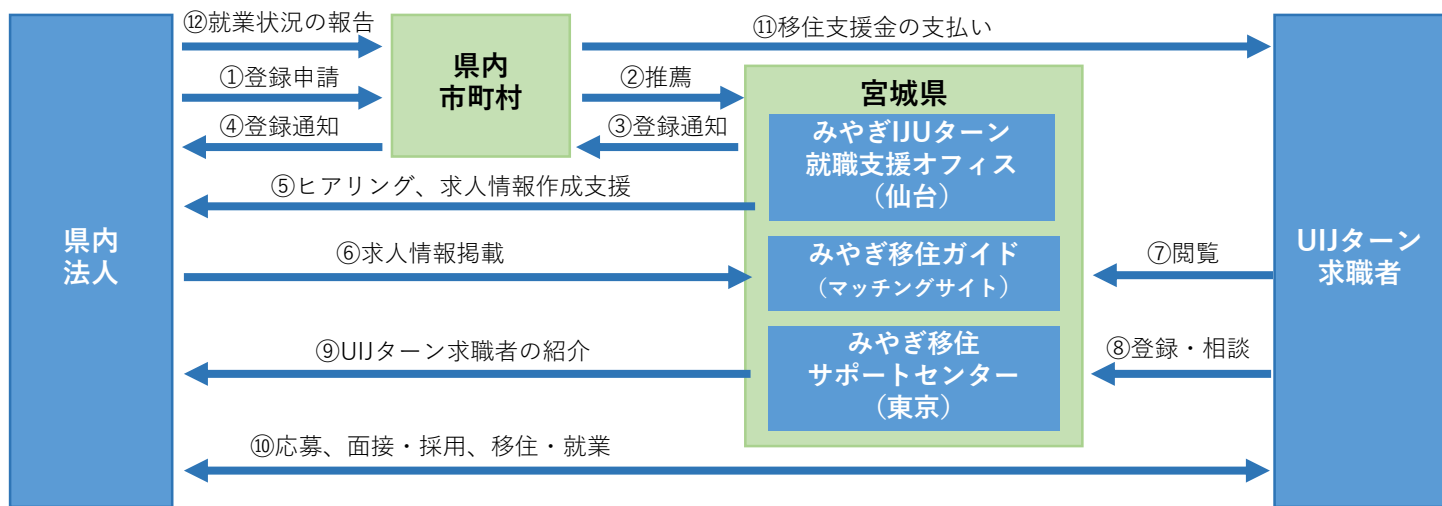 ⑫就業状況の報告
⑪移住支援金の支払い
県内
市町村
①登録申請
②推薦
宮城県
④登録通知
③登録通知
みやぎIJUターン
就職支援オフィス
（仙台）
⑤ヒアリング、求人情報作成支援
県内
法人
UIJターン
求職者
⑥求人情報掲載
みやぎ移住ガイド
（マッチングサイト）
⑦閲覧
⑨UIJターン求職者の紹介
みやぎ移住
サポートセンター
（東京）
⑧登録・相談
⑩応募、面接・採用、移住・就業